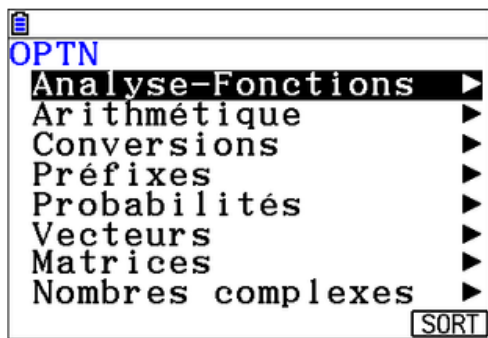 OPTN
Analyse-Fonctions
Arithmétique
Conversions
Préfixes
Probabilités
Vecteurs
Matrices
Nombres complexes
SORT